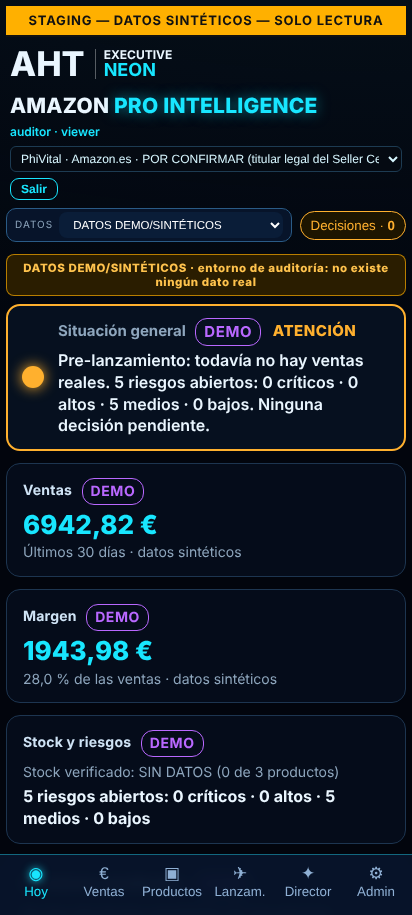 STAGING — DATOS SINTÉTICOS — SOLO LECTURA
AHT
EXECUTIVE
NEON
AMAZON PRO INTELLIGENCE
auditor · viewer
PhiVital · Amazon.es · POR CONFIRMAR (titular legal del Seller Ce
Salir
DATOS DATOS DEMO/SINTÉTICOS
Decisiones · 0
DATOS DEMO/SINTÉTICOS · entorno de auditoría: no existe
ningún dato real
Situación general DEMO ATENCIÓN
Pre-lanzamiento: todavía no hay ventas
reales. 5 riesgos abiertos: 0 críticos · 0
altos · 5 medios · 0 bajos. Ninguna
decisión pendiente.
Ventas DEMO
6942,82 €
Últimos 30 días · datos sintéticos
Margen DEMO
1943,98 €
28,0 % de las ventas · datos sintéticos
Stock y riesgos DEMO
Stock verificado: SIN DATOS (0 de 3 productos)
5 riesgos abiertos: 0 críticos · 0 altos · 5
medios · 0 bajos
Hoy
€ Ventas
Productos
Lanzam.
Director
Admin